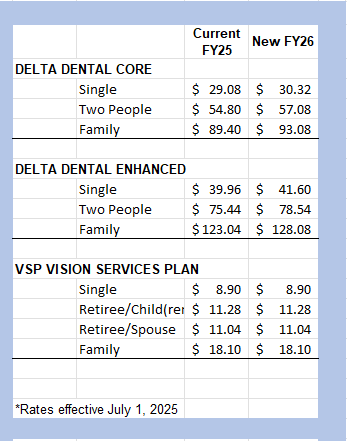 Current FY25 New FY26
DELTA DENTAL CORE
Single $ 29.08 $ 30.32
Two People $ 54.80 $ 57.08
Family $ 89.40 $ 93.08
DELTA DENTAL ENHANCED
Single $ 39.96 $ 41.60
Two People $ 75.44 $ 78.54
Family $123.04 $ 128.08
VSP VISION SERVICES PLAN
Single $ 8.90 $ 8.90
Retiree/Child(rer $ 11.28 $ 11.28
Retiree/Spouse $ 11.04 $ 11.04
Family $ 18.10 $ 18.10
*Rates effective July 1, 2025